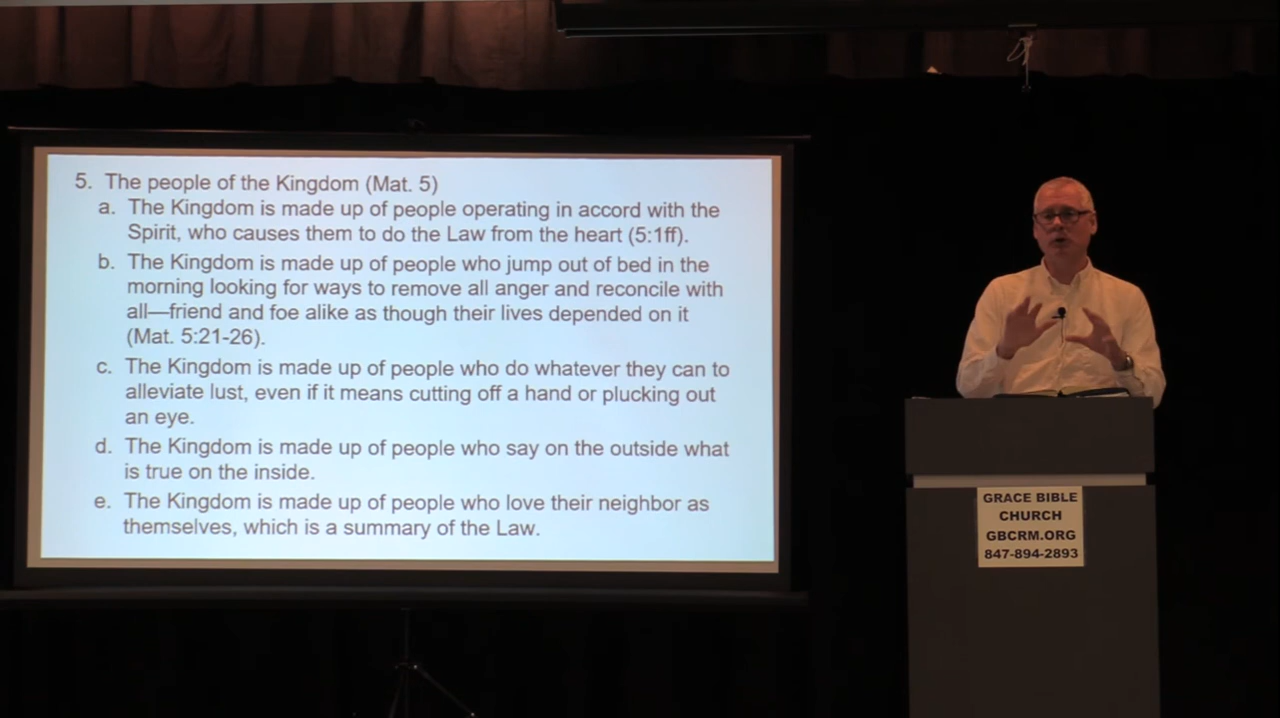 5. The people of the Kingdom (Mat. 5)
a. The Kingdom is made up of people operating in accord with the
Spirit, who causes them to do the Law from the heart (5:1ff).
b. The Kingdom is made up of people who jump out of bed in the
morning looking for ways to remove all anger and reconcile with
all—friend and foe alike as though their lives depended on it
(Mat. 5:21-26).
c. The Kingdom is made up of people who do whatever they can to
alleviate lust, even if it means cutting off a hand or plucking out
an eye.
d. The Kingdom is made up of people who say on the outside what
is true on the inside.
e. The Kingdom is made up of people who love their neighbor as
themselves, which is a summary of the Law.
GRACE BIBLE
CHURCH
GBCRM.ORG
847-894-2893